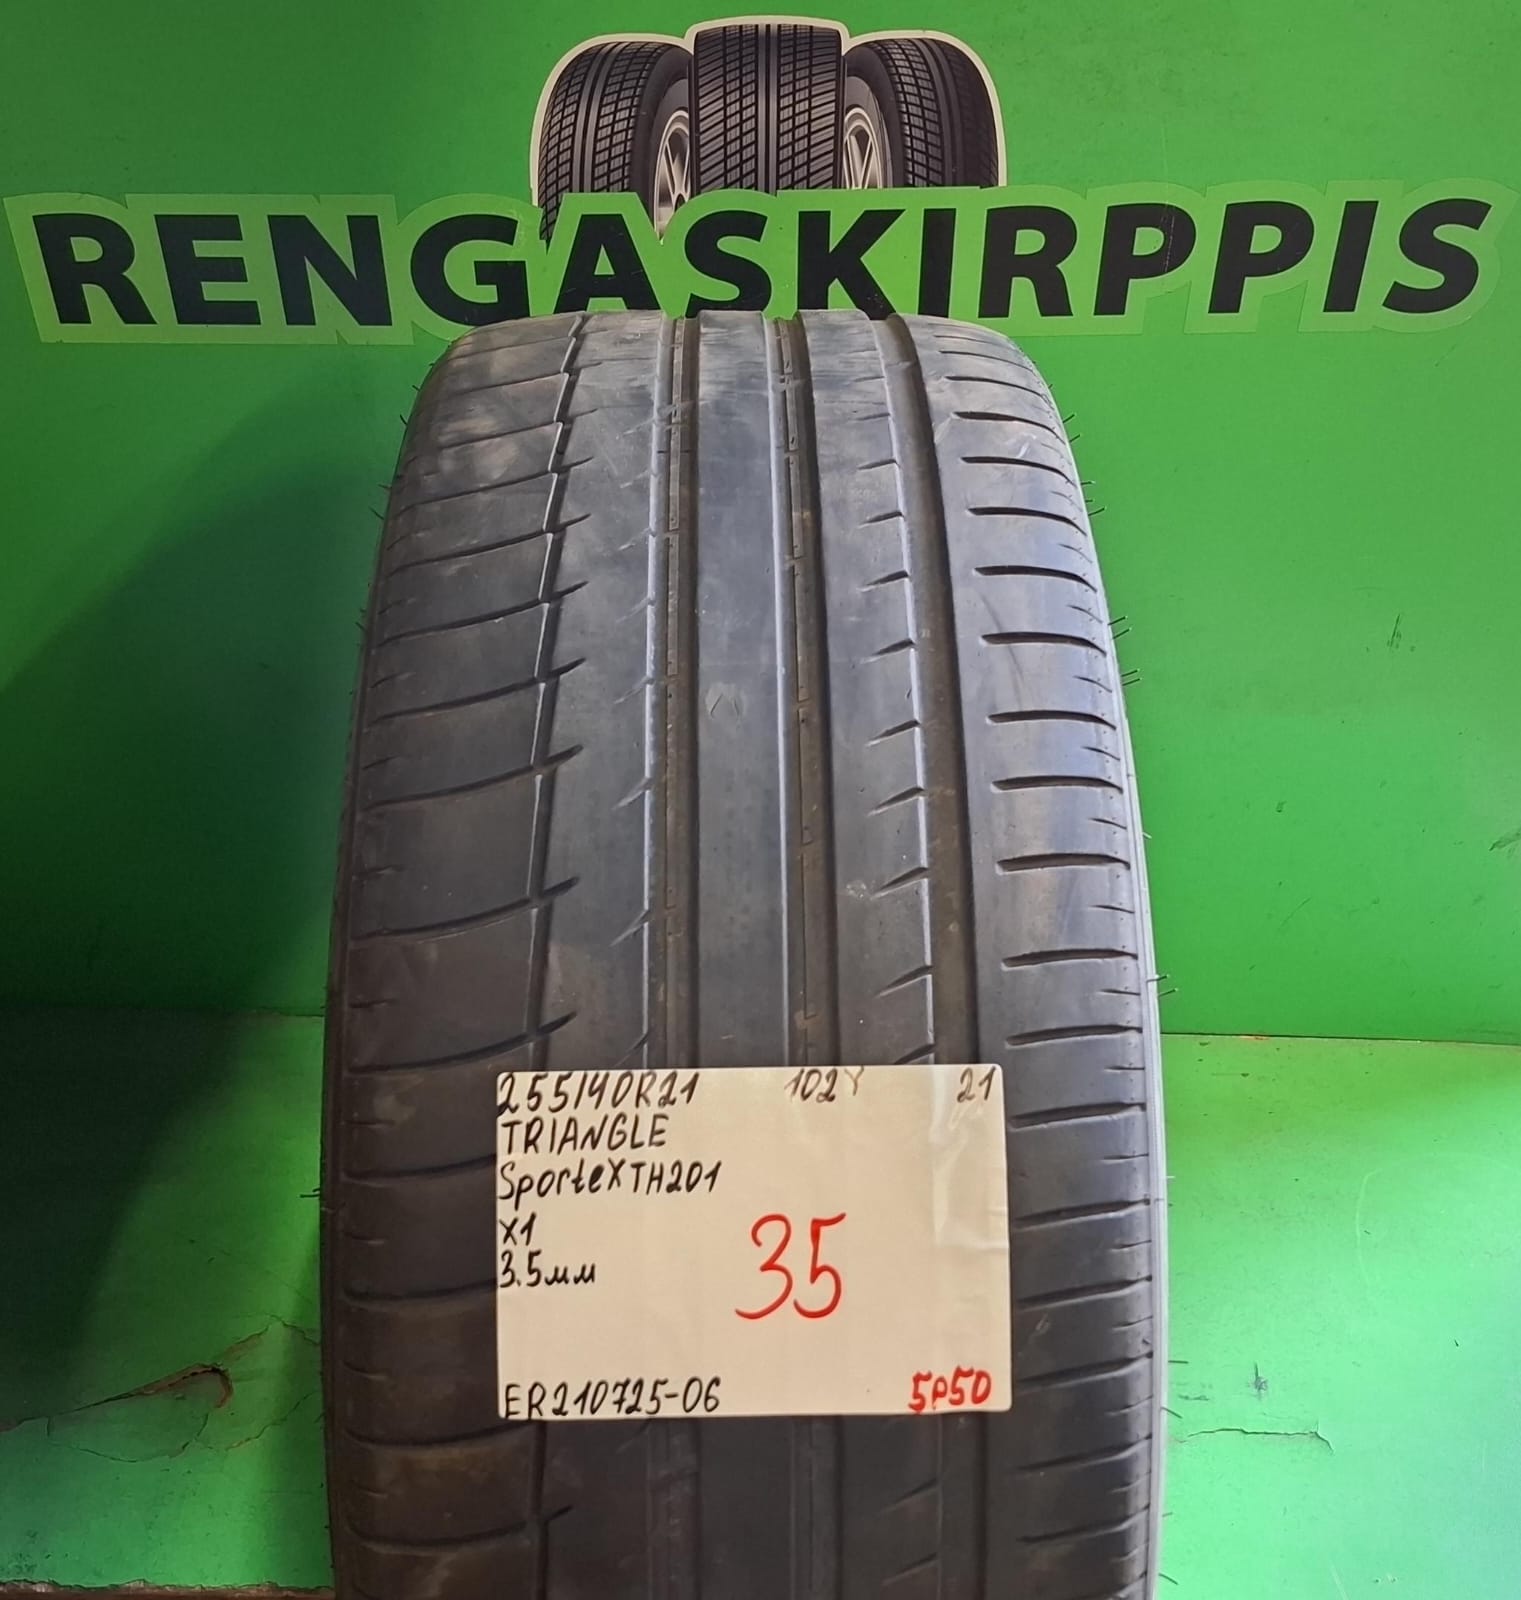 RENGASKIRPPIS
255/40R21 102Y 21
TRIANGLE
SportexTH201
x1
3.5мм
35
ER210725-06 5P50